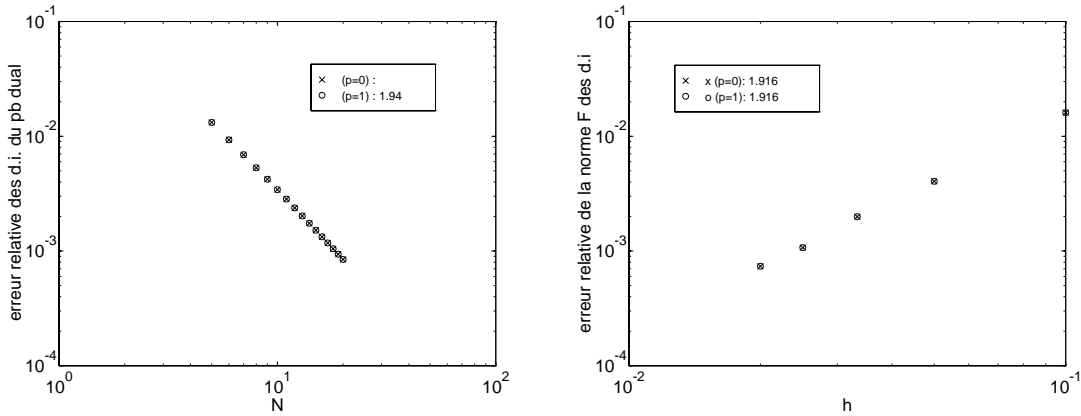 10^-1
10^-2
10^-3
10^-4
10^0
10^1
10^2
N
erreur relative des d.i. du pb dual
(p=0) :
(p=1) : 1.94
10^-1
10^-2
10^-3
10^-4
10^-2
10^-1
h
erreur relative de la norme F des d.i
x (p=0): 1.916
o (p=1): 1.916